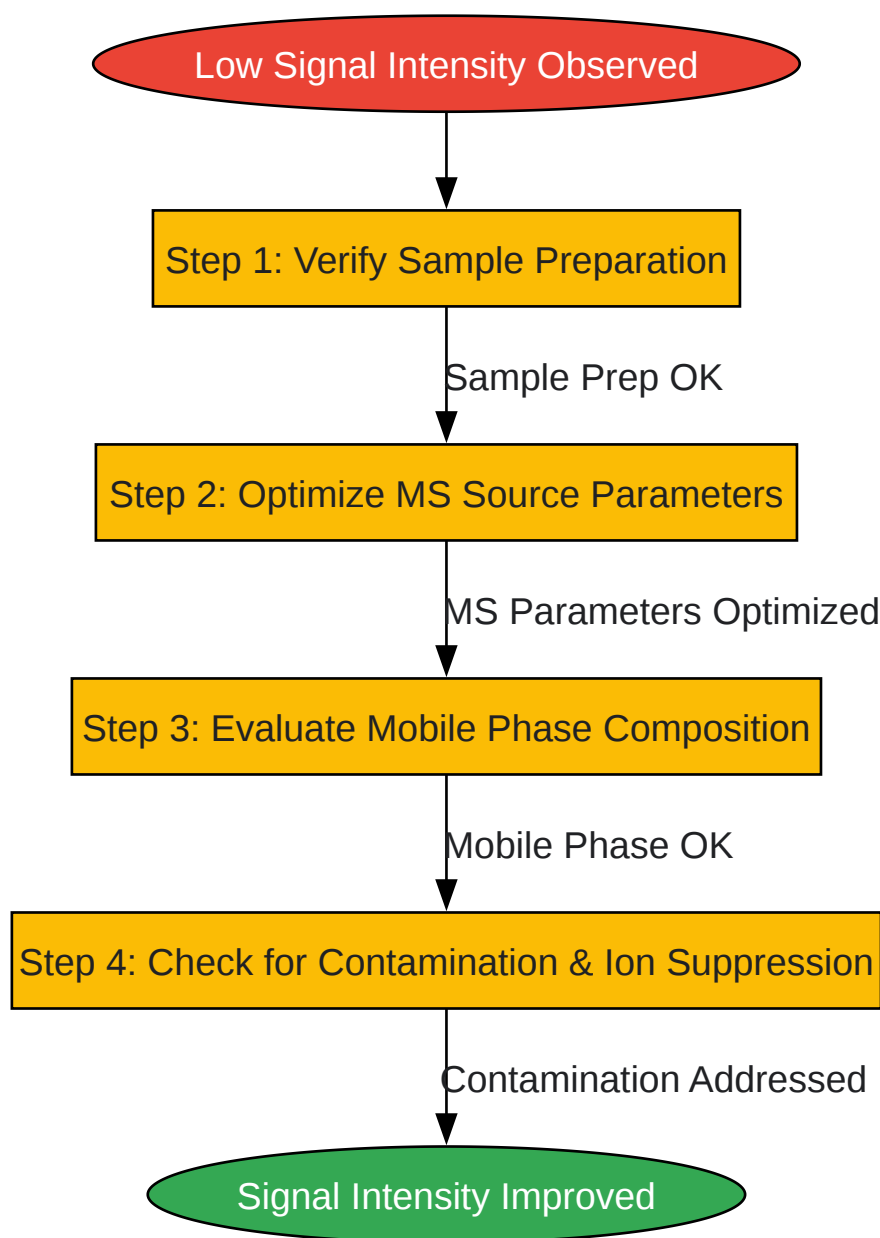 Low Signal Intensity Observed
Step 1: Verify Sample Preparation
Sample Prep OK
Step 2: Optimize MS Source Parameters
MS Parameters Optimized
Step 3: Evaluate Mobile Phase Composition
Mobile Phase OK
Step 4: Check for Contamination & Ion Suppression
Contamination Addressed
Signal Intensity Improved